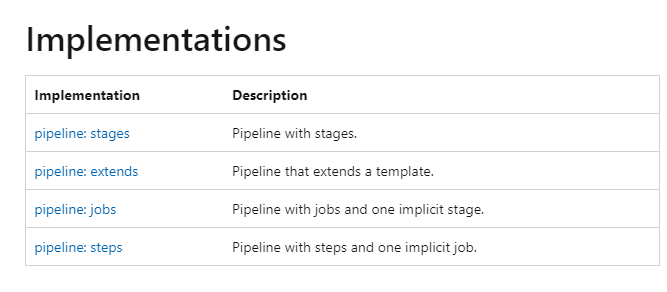 Implementations
Implementation Description
pipeline: stages Pipeline with stages.
pipeline: extends Pipeline that extends a template.
pipeline: jobs Pipeline with jobs and one implicit stage.
pipeline: steps Pipeline with steps and one implicit job.